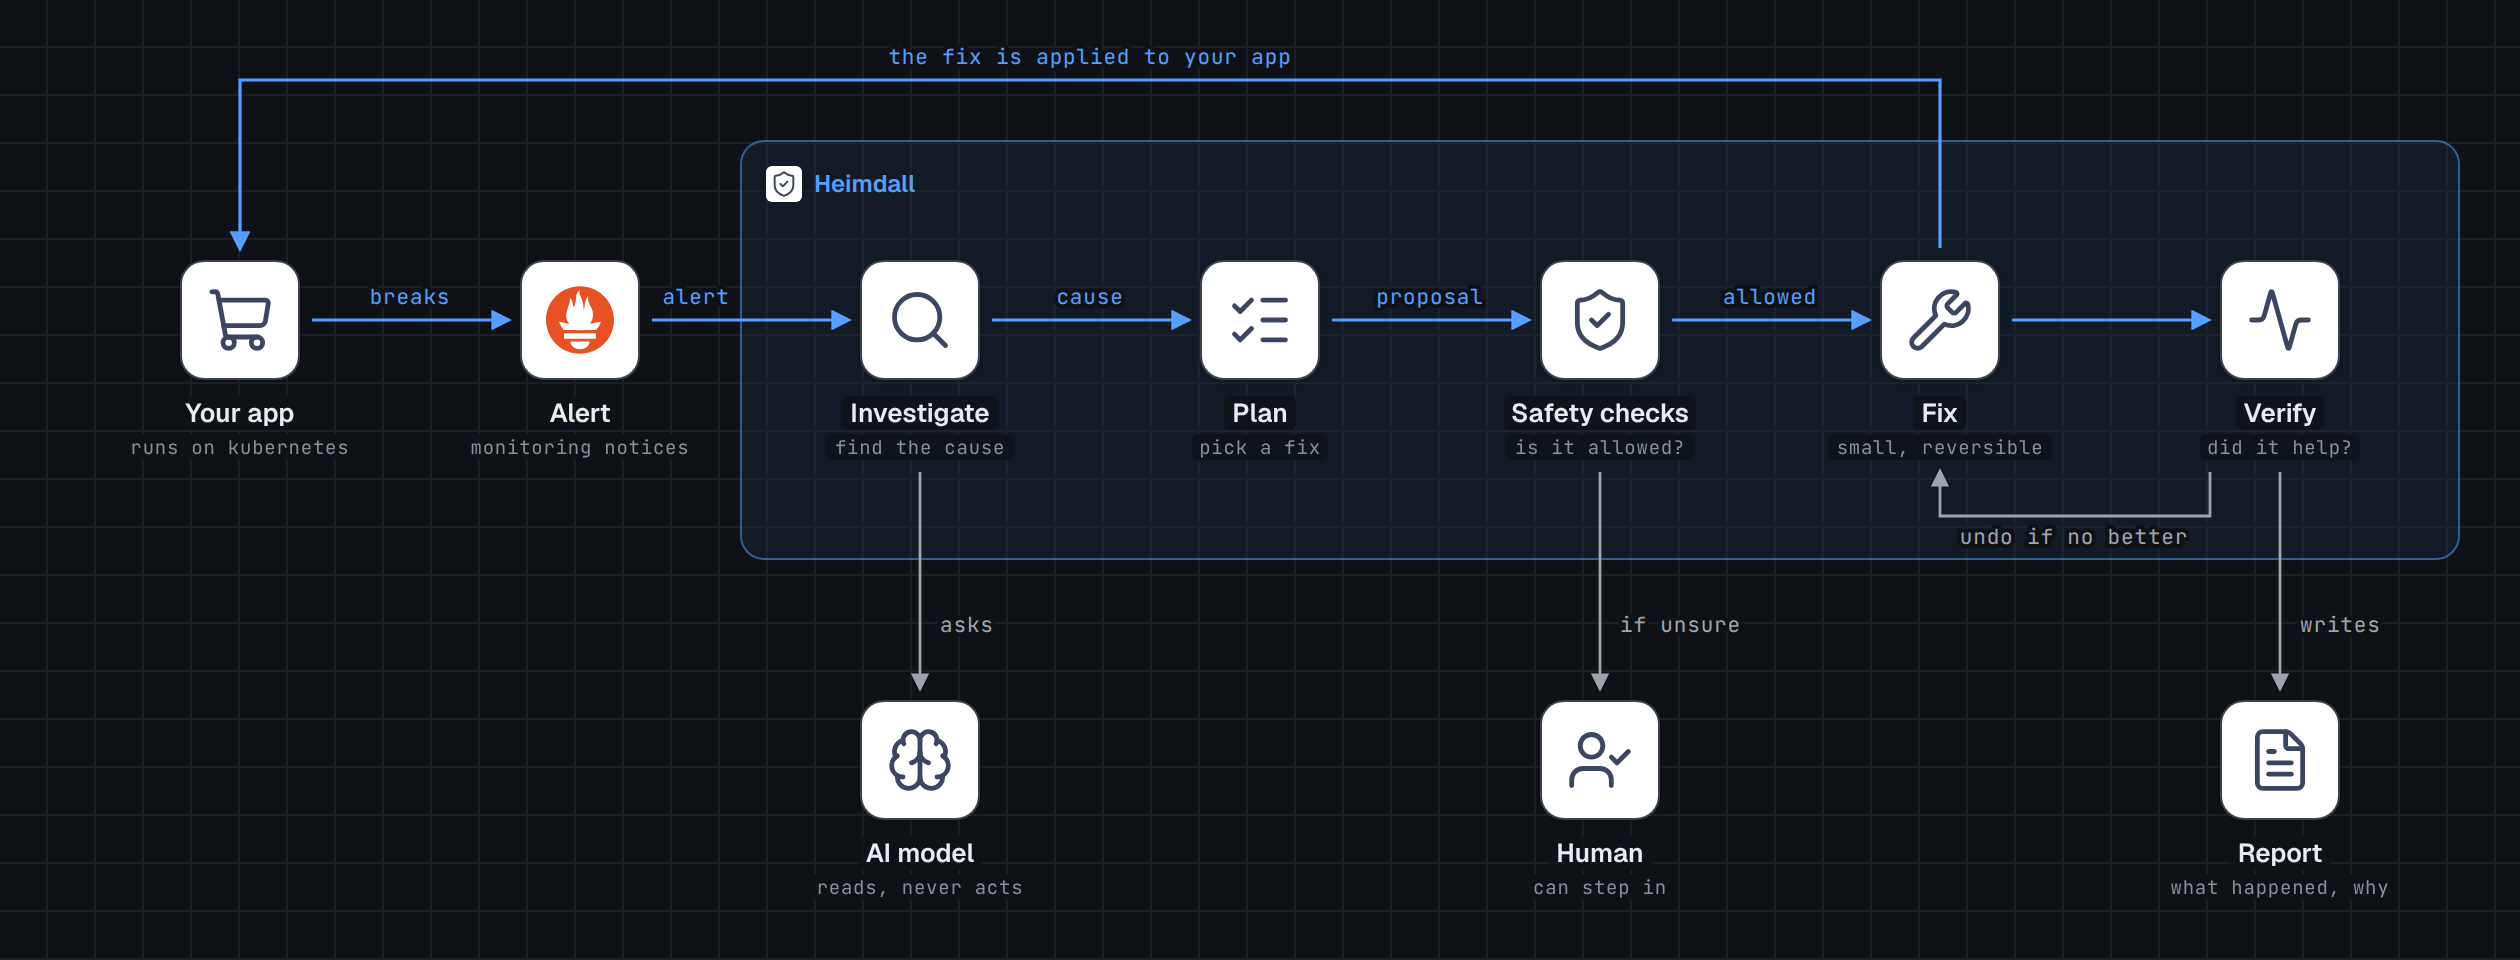 the fix is applied to your app
Heimdall
breaks
alert
cause
proposal
allowed
Your app
runs on kubernetes
Alert
monitoring notices
Investigate
find the cause
Plan
pick a fix
Safety checks
is it allowed?
Fix
small, reversible
Verify
did it help?
undo if no better
asks
if unsure
writes
AI model
reads, never acts
Human
can step in
Report
what happened, why